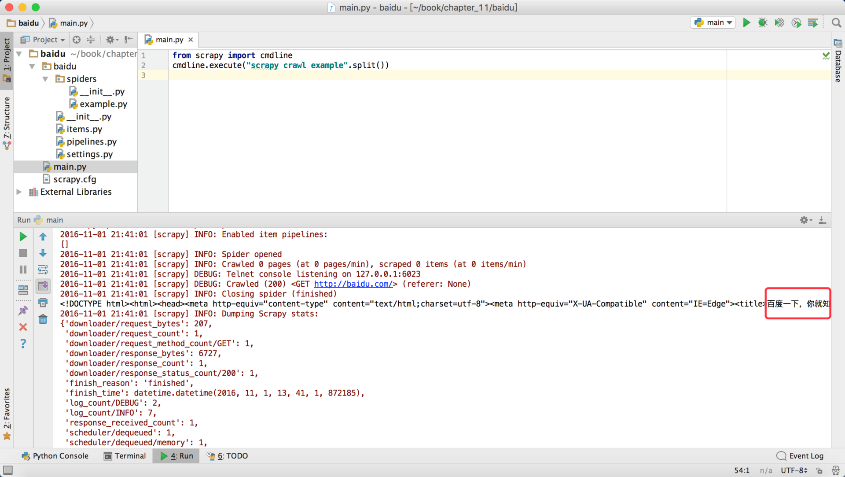 main.py - baidu - [~/book/chapter_11/baidu]
baidu main.py
main
Project
main.py
1: Project
7: Structure
2: Favorites
Database
baidu ~/book/chapter
baidu
spiders
__init__.py
example.py
__init__.py
items.py
pipelines.py
settings.py
main.py
scrapy.cfg
External Libraries
1 from scrapy import cmdline
2 cmdline.execute("scrapy crawl example".split())
3
Run main
2016-11-01 21:41:01 [scrapy] INFO: Enabled item pipelines:
[]
2016-11-01 21:41:01 [scrapy] INFO: Spider opened
2016-11-01 21:41:01 [scrapy] INFO: Crawled 0 pages (at 0 pages/min), scraped 0 items (at 0 items/min)
2016-11-01 21:41:01 [scrapy] DEBUG: Telnet console listening on 127.0.0.1:6023
2016-11-01 21:41:01 [scrapy] DEBUG: Crawled (200) <GET http://baidu.com/> (referer: None)
2016-11-01 21:41:01 [scrapy] INFO: Closing spider (finished)
<!DOCTYPE html><html><head><meta http-equiv="content-type" content="text/html;charset=utf-8"><meta http-equiv="X-UA-Compatible" content="IE=Edge"><title>百度一下，你就知
2016-11-01 21:41:01 [scrapy] INFO: Dumping Scrapy stats:
{'downloader/request_bytes': 207,
'downloader/request_count': 1,
'downloader/request_method_count/GET': 1,
'downloader/response_bytes': 6727,
'downloader/response_count': 1,
'downloader/response_status_count/200': 1,
'finish_reason': 'finished',
'finish_time': datetime.datetime(2016, 11, 1, 13, 41, 1, 872185),
'log_count/DEBUG': 2,
'log_count/INFO': 7,
'response_received_count': 1,
'scheduler/dequeued': 1,
'scheduler/dequeued/memory': 1,
Python Console Terminal 4: Run 6: TODO Event Log
54:1 n/a UTF-8